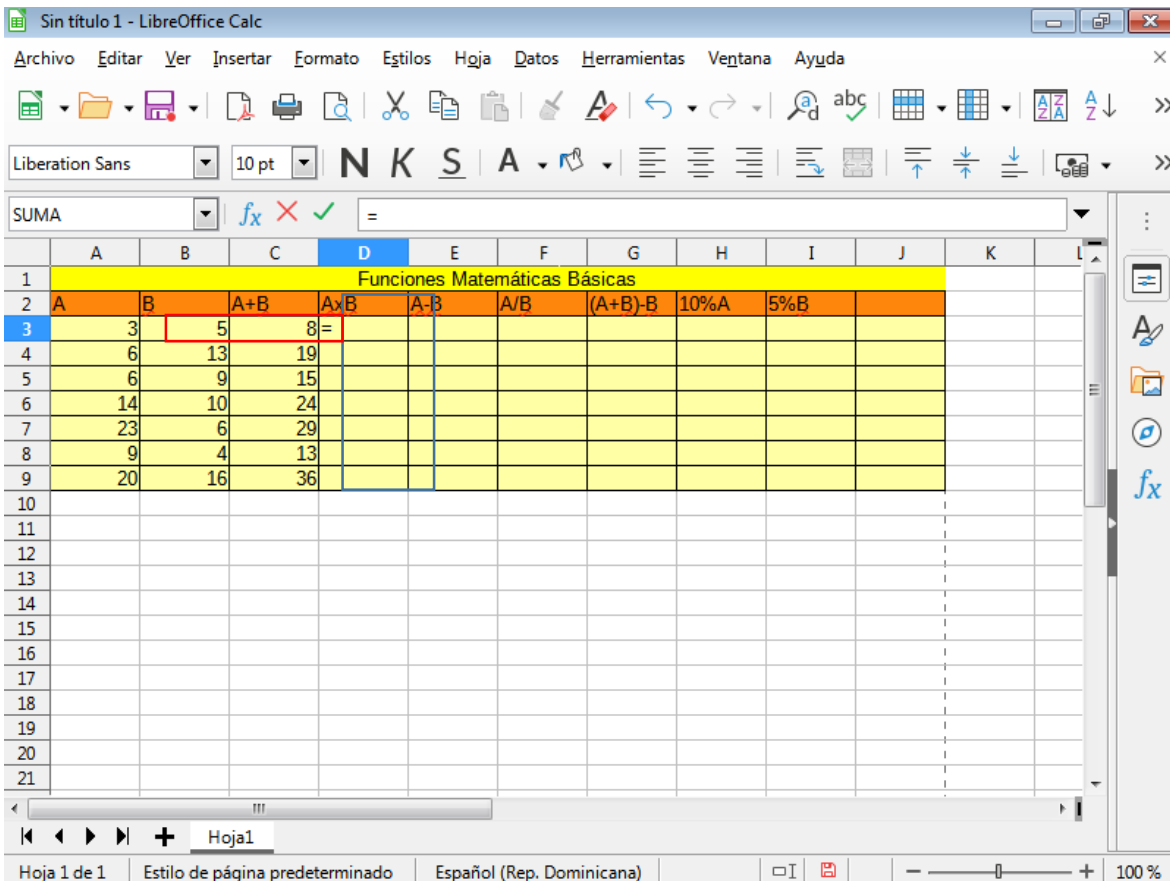 Sin título 1 - LibreOffice Calc
Archivo Editar Ver Insertar Formato Estilos Hoja Datos Herramientas Ventana Ayuda
Liberation Sans 10 pt N K S A
SUMA fx =
A B C D E F G H I J K L
1 Funciones Matemáticas Básicas
2 A B A+B AxB A-B A/B (A+B)-B 10%A 5%B
3 3 5 8 =
4 6 13 19
5 6 9 15
6 14 10 24
7 23 6 29
8 9 4 13
9 20 16 36
10
11
12
13
14
15
16
17
18
19
20
21
Hoja1
Hoja 1 de 1 Estilo de página predeterminado Español (Rep. Dominicana) 100 %